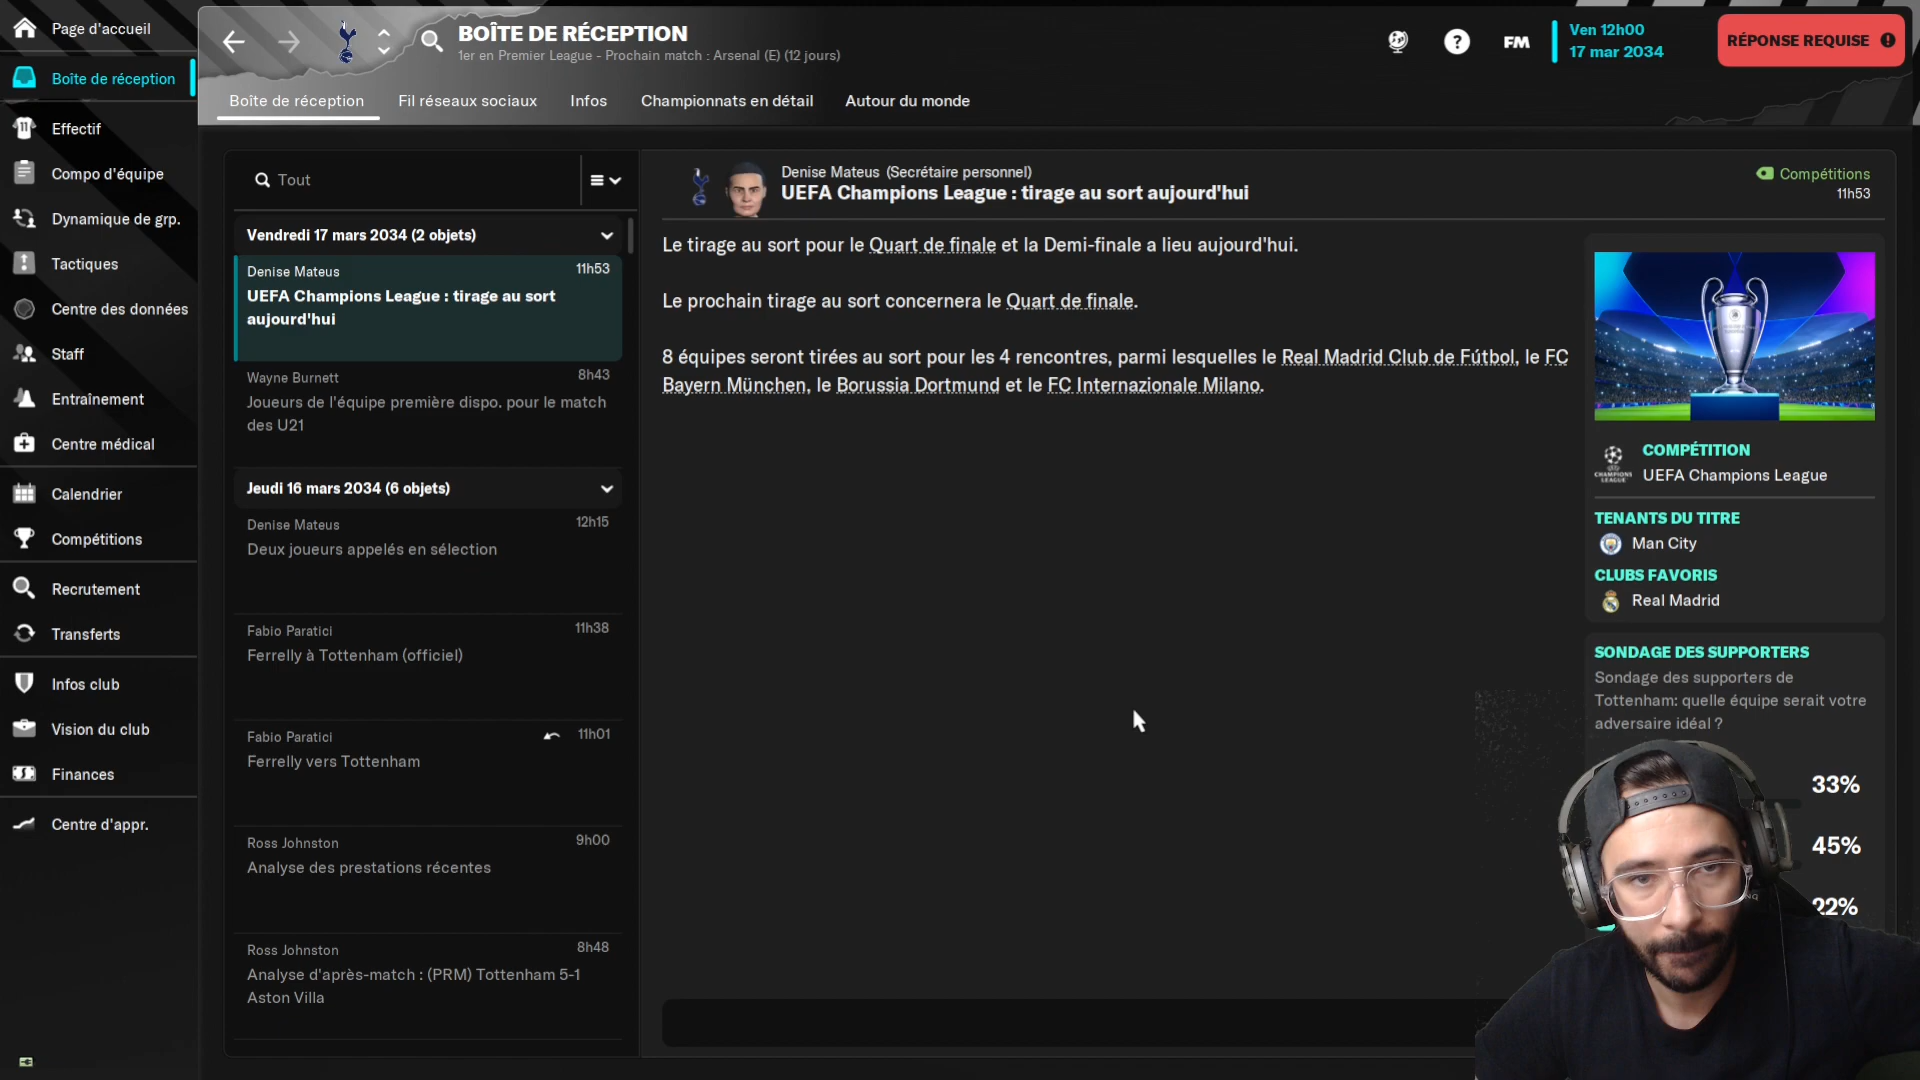 Page d'accueil
Boîte de réception
Effectif
Compo d'équipe
Dynamique de grp.
Tactiques
Centre des données
Staff
Entraînement
Centre médical
Calendrier
Compétitions
Recrutement
Transferts
Infos club
Vision du club
Finances
Centre d'appr.
BOÎTE DE RÉCEPTION
1er en Premier League - Prochain match : Arsenal (E) (12 jours)
?
FM
Ven 12h00
17 mar 2034
RÉPONSE REQUISE
Boîte de réception
Fil réseaux sociaux
Infos
Championnats en détail
Autour du monde
Tout
Vendredi 17 mars 2034 (2 objets)
Denise Mateus 11h53
UEFA Champions League : tirage au sort
aujourd'hui
Wayne Burnett 8h43
Joueurs de l'équipe première dispo. pour le match
des U21
Jeudi 16 mars 2034 (6 objets)
Denise Mateus 12h15
Deux joueurs appelés en sélection
Fabio Paratici 11h38
Ferrelly à Tottenham (officiel)
Fabio Paratici 11h01
Ferrelly vers Tottenham
Ross Johnston 9h00
Analyse des prestations récentes
Ross Johnston 8h48
Analyse d'après-match : (PRM) Tottenham 5-1
Aston Villa
Denise Mateus (Secrétaire personnel)
UEFA Champions League : tirage au sort aujourd'hui
Compétitions
11h53
Le tirage au sort pour le Quart de finale et la Demi-finale a lieu aujourd'hui.
Le prochain tirage au sort concernera le Quart de finale.
8 équipes seront tirées au sort pour les 4 rencontres, parmi lesquelles le Real Madrid Club de Fútbol, le FC
Bayern München, le Borussia Dortmund et le FC Internazionale Milano.
COMPÉTITION
UEFA Champions League
TENANTS DU TITRE
Man City
CLUBS FAVORIS
Real Madrid
SONDAGE DES SUPPORTERS
Sondage des supporters de
Tottenham: quelle équipe serait votre
adversaire idéal ?
33%
45%
22%